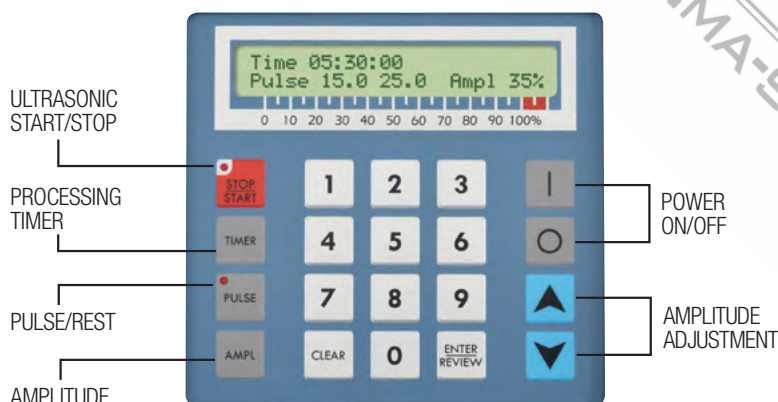 Time 05:30:00
Pulse 15.0 25.0 Ampl 35%
0 10 20 30 40 50 60 70 80 90 100%
ULTRASONIC
START/STOP
STOP
START
1 2 3
|
POWER
ON/OFF
PROCESSING
TIMER
TIMER
4 5 6
O
PULSE/REST
PULSE
7 8 9
AMPLITUDE
ADJUSTMENT
AMPLITUDE
AMPL
CLEAR
0
ENTER
REVIEW